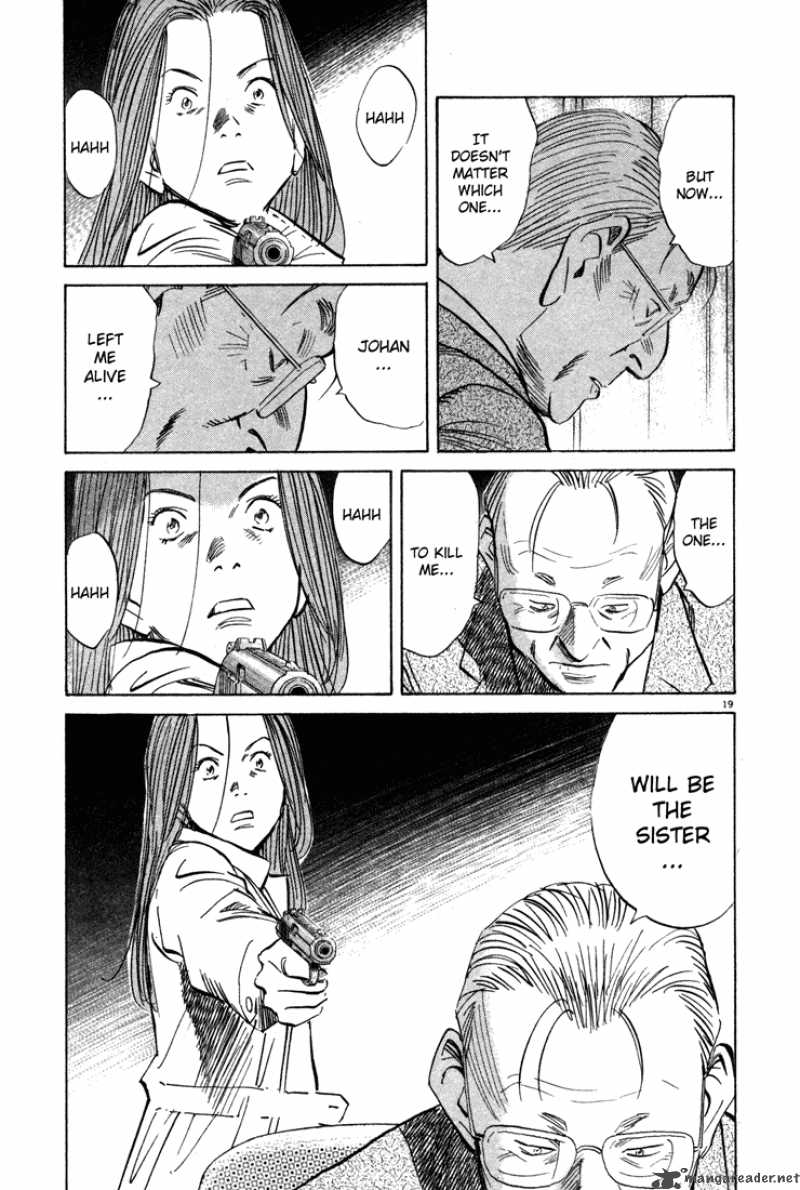 BUT
NOW...
IT
DOESN'T
MATTER
WHICH
ONE...
HAHH
HAHH
JOHAN
...
LEFT
ME
ALIVE
...
THE
ONE...
TO KILL
ME...
HAHH
HAHH
19
WILL BE
THE
SISTER
...
mangareader.net